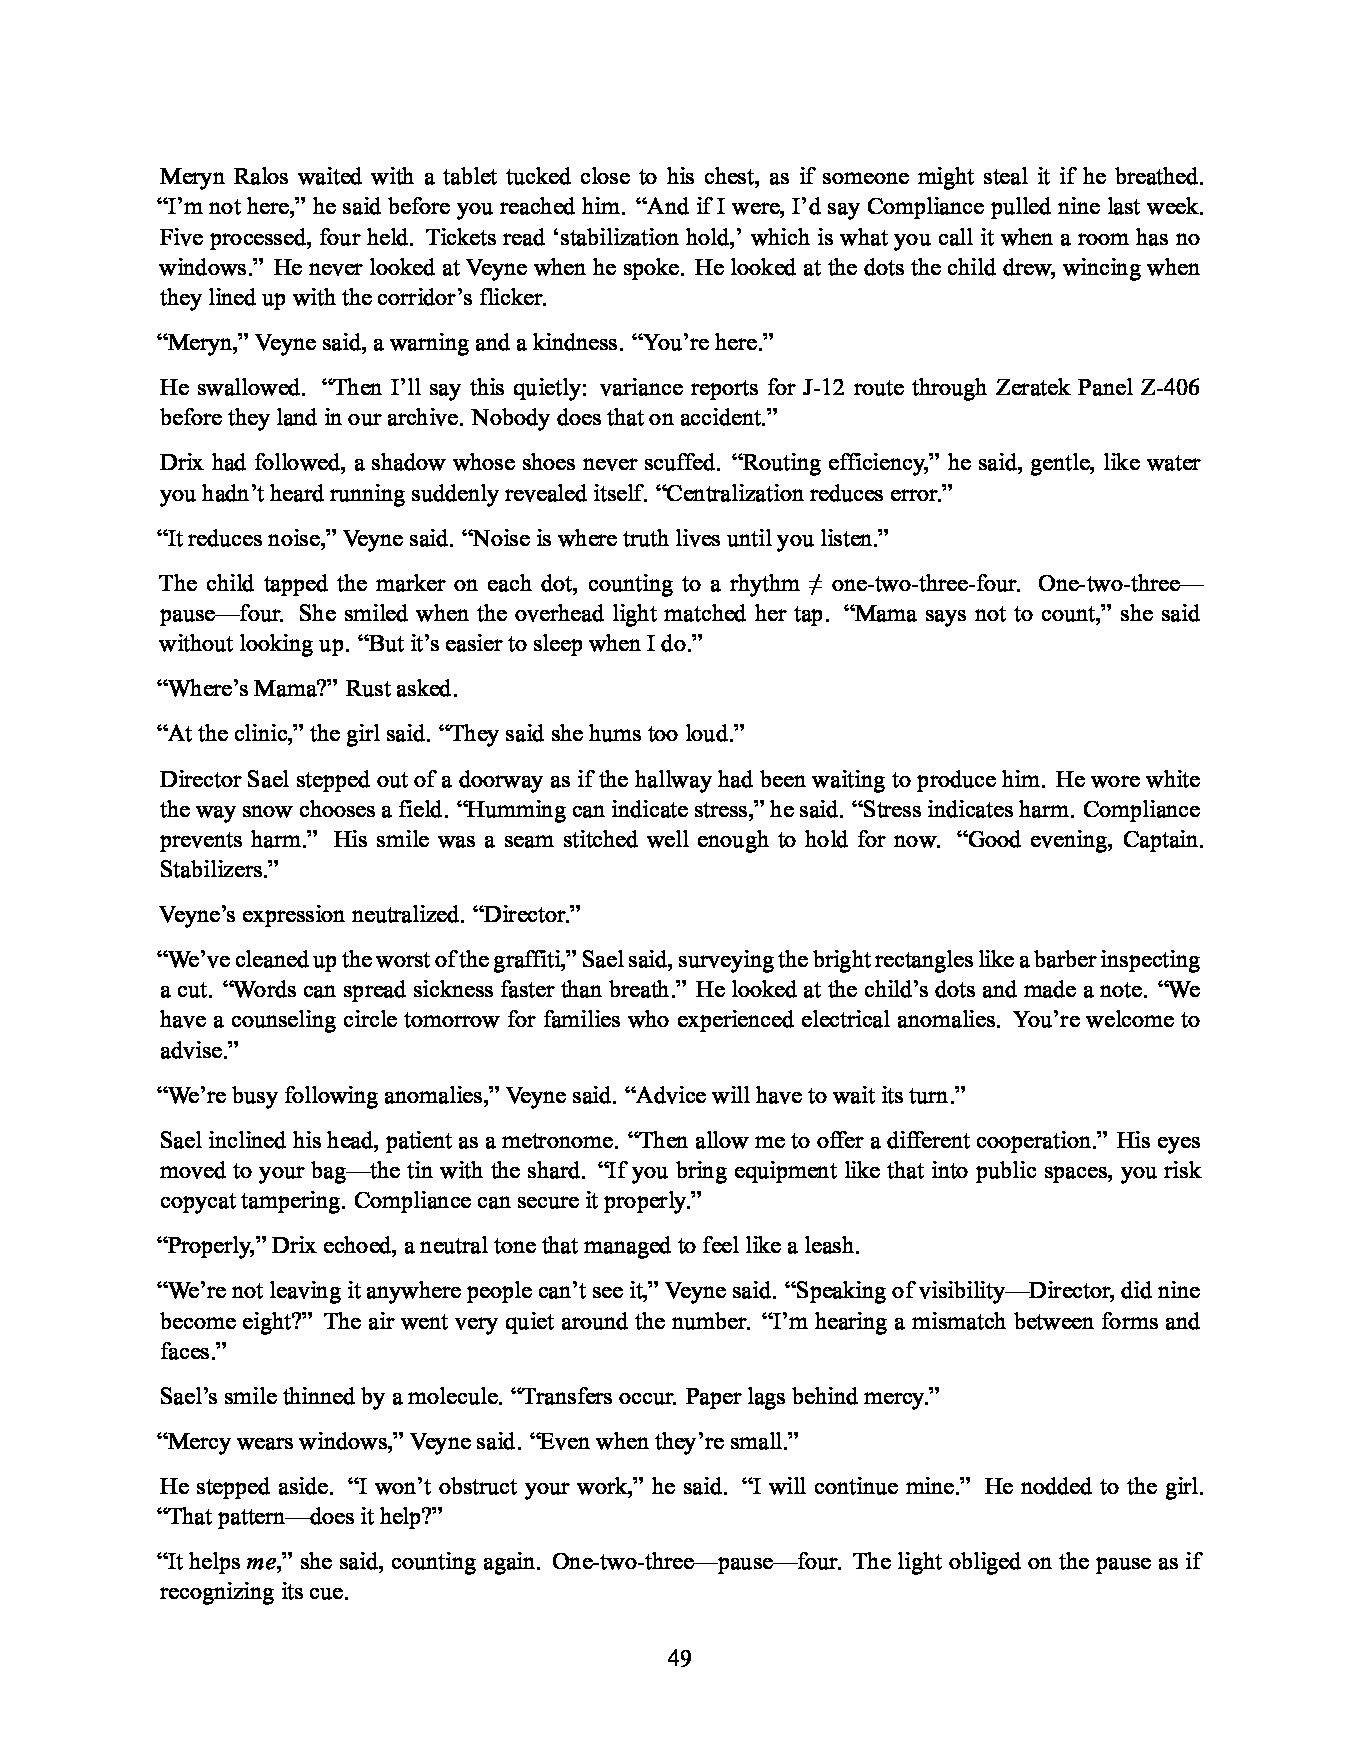 Meryn Ralos waited with a tablet tucked close to his chest, as if someone might steal it if he breathed.
“I’m not here,” he said before you reached him. “And if I were, I’d say Compliance pulled nine last week.
Five processed, four held. Tickets read ‘stabilization hold,’ which is what you call it when a room has no
windows.” He never looked at Veyne when he spoke. He looked at the dots the child drew, wincing when
they lined up with the corridor’s flicker.
“Meryn,” Veyne said, a warning and a kindness. “You’re here.”
He swallowed. “Then I’ll say this quietly: variance reports for J-12 route through Zeratek Panel Z-406
before they land in our archive. Nobody does that on accident.”
Drix had followed, a shadow whose shoes never scuffed. “Routing efficiency,” he said, gentle, like water
you hadn’t heard running suddenly revealed itself. “Centralization reduces error.”
“It reduces noise,” Veyne said. “Noise is where truth lives until you listen.”
The child tapped the marker on each dot, counting to a rhythm ≠ one-two-three-four. One-two-three—
pause—four. She smiled when the overhead light matched her tap. “Mama says not to count,” she said
without looking up. “But it’s easier to sleep when I do.”
“Where’s Mama?” Rust asked.
“At the clinic,” the girl said. “They said she hums too loud.”
Director Sael stepped out of a doorway as if the hallway had been waiting to produce him. He wore white
the way snow chooses a field. “Humming can indicate stress,” he said. “Stress indicates harm. Compliance
prevents harm.” His smile was a seam stitched well enough to hold for now. “Good evening, Captain.
Stabilizers.”
Veyne’s expression neutralized. “Director.”
“We’ve cleaned up the worst of the graffiti,” Sael said, surveying the bright rectangles like a barber inspecting
a cut. “Words can spread sickness faster than breath.” He looked at the child’s dots and made a note. “We
have a counseling circle tomorrow for families who experienced electrical anomalies. You’re welcome to
advise.”
“We’re busy following anomalies,” Veyne said. “Advice will have to wait its turn.”
Sael inclined his head, patient as a metronome. “Then allow me to offer a different cooperation.” His eyes
moved to your bag—the tin with the shard. “If you bring equipment like that into public spaces, you risk
copycat tampering. Compliance can secure it properly.”
“Properly,” Drix echoed, a neutral tone that managed to feel like a leash.
“We’re not leaving it anywhere people can’t see it,” Veyne said. “Speaking of visibility—Director, did nine
become eight?” The air went very quiet around the number. “I’m hearing a mismatch between forms and
faces.”
Sael’s smile thinned by a molecule. “Transfers occur. Paper lags behind mercy.”
“Mercy wears windows,” Veyne said. “Even when they’re small.”
He stepped aside. “I won’t obstruct your work,” he said. “I will continue mine.” He nodded to the girl.
“That pattern—does it help?”
“It helps me,” she said, counting again. One-two-three—pause—four. The light obliged on the pause as if
recognizing its cue.
49